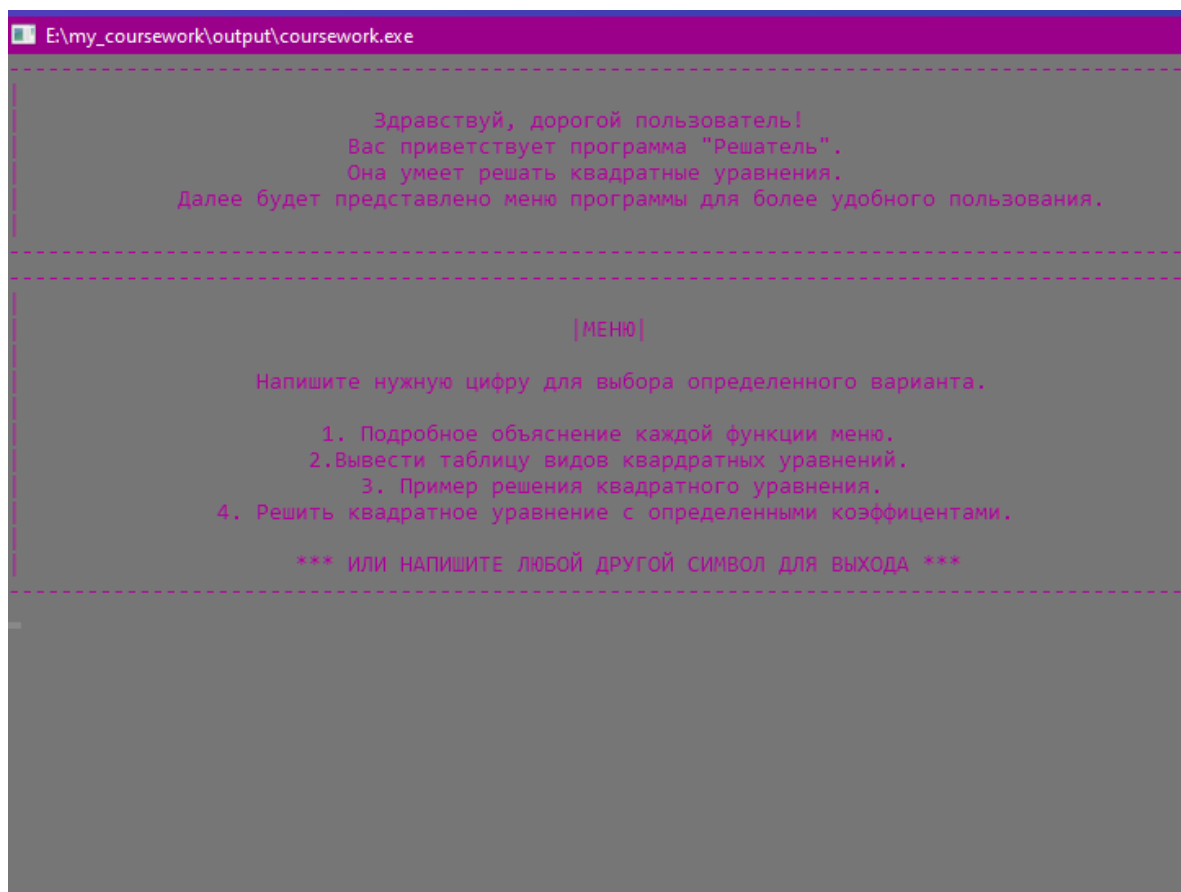 E:\my_coursework\output\coursework.exe
Здравствуй, дорогой пользователь!
Вас приветствует программа "Решатель".
Она умеет решать квадратные уравнения.
Далее будет представлено меню программы для более удобного пользования.
|МЕНЮ|
Напишите нужную цифру для выбора определенного варианта.
1. Подробное объяснение каждой функции меню.
2.Вывести таблицу видов квардратных уравнений.
3. Пример решения квадратного уравнения.
4. Решить квадратное уравнение с определенными коэффицентами.
*** ИЛИ НАПИШИТЕ ЛЮБОЙ ДРУГОЙ СИМВОЛ ДЛЯ ВЫХОДА ***